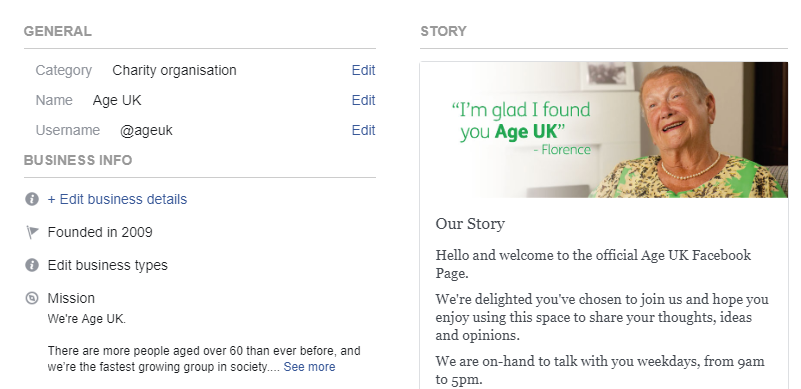 GENERAL
Category Charity organisation Edit
Name Age UK Edit
Username @ageuk Edit
BUSINESS INFO
+ Edit business details
Founded in 2009
Edit business types
Mission
We're Age UK.
There are more people aged over 60 than ever before, and
we're the fastest growing group in society.... See more
STORY
“I’m glad I found
you Age UK”
- Florence
Our Story
Hello and welcome to the official Age UK Facebook
Page.
We're delighted you've chosen to join us and hope you
enjoy using this space to share your thoughts, ideas
and opinions.
We are on-hand to talk with you weekdays, from 9am
to 5pm.